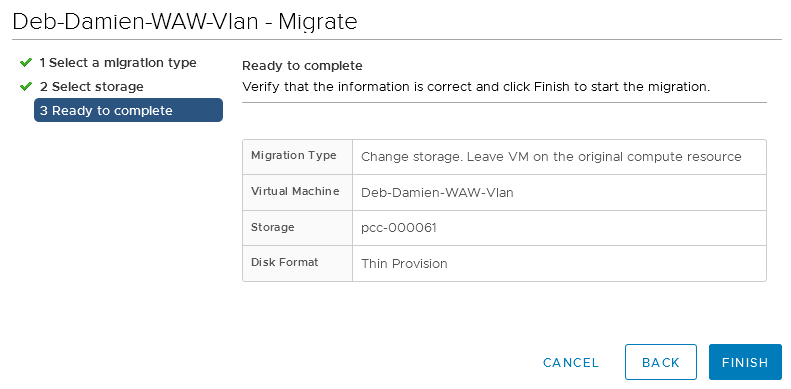 Deb-Damien-WAW-Vlan - Migrate
1 Select a migration type
2 Select storage
3 Ready to complete
Ready to complete
Verify that the information is correct and click Finish to start the migration.
Migration Type Change storage. Leave VM on the original compute resource
Virtual Machine Deb-Damien-WAW-Vlan
Storage pcc-000061
Disk Format Thin Provision
CANCEL BACK FINISH